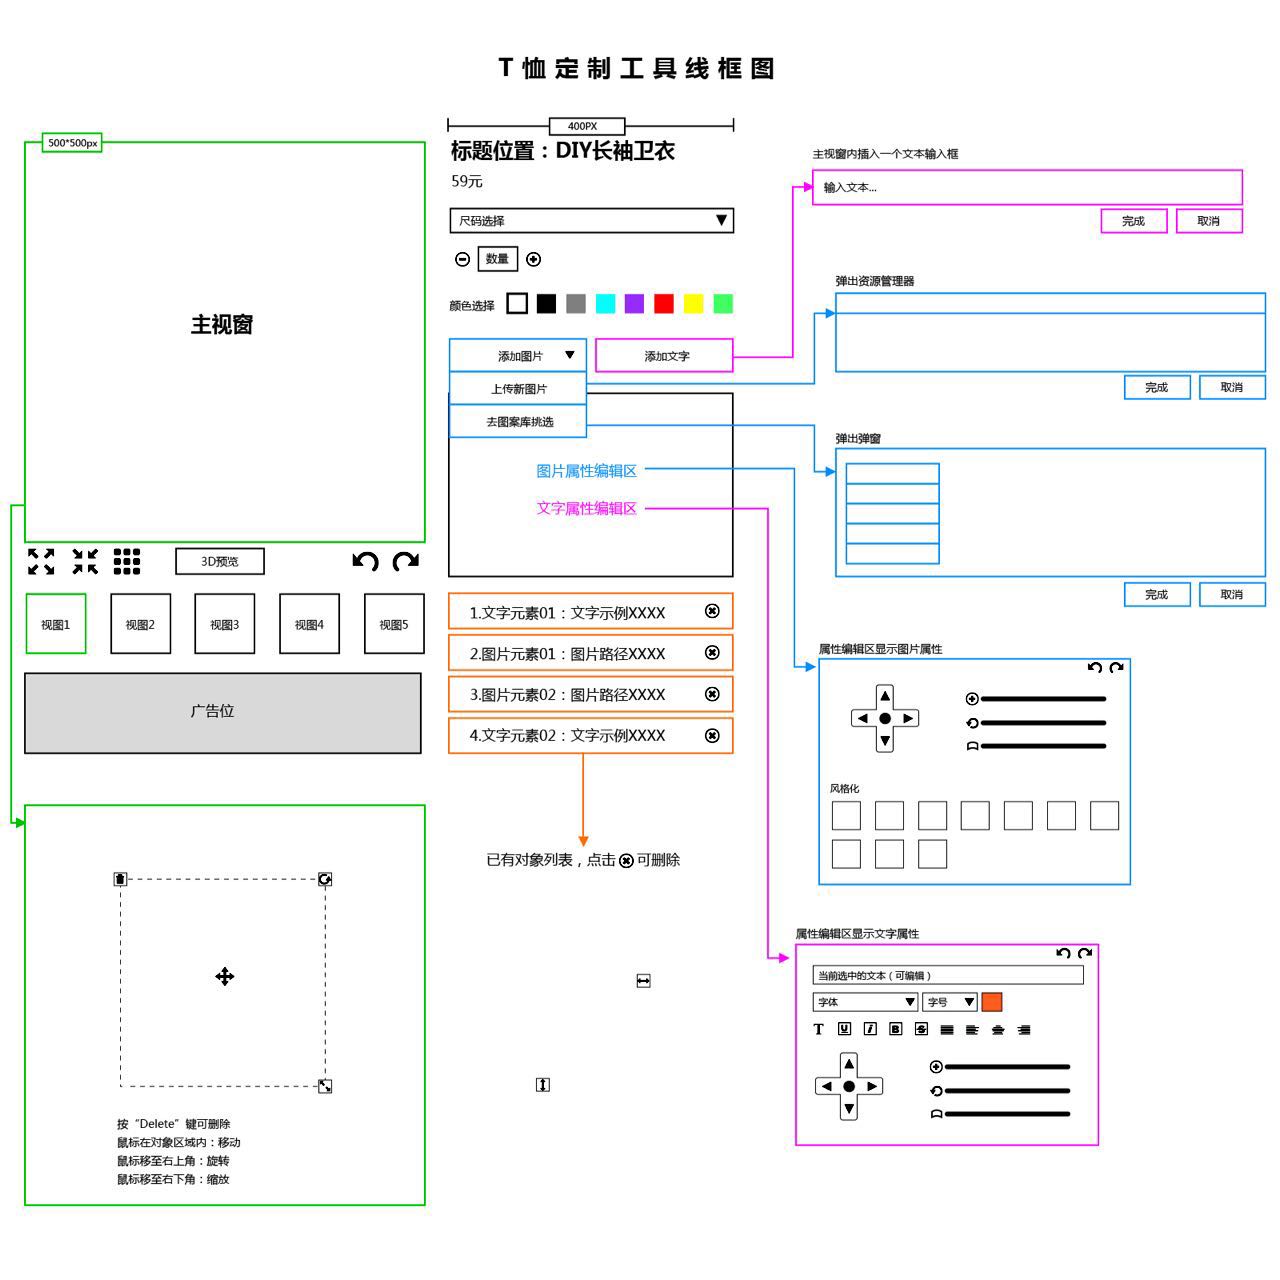 T恤定制工具线框图
500*500px
主视窗
3D预览
视图1
视图2
视图3
视图4
视图5
广告位
按“Delete”键可删除
鼠标在对象区域内：移动
鼠标移至右上角：旋转
鼠标移至右下角：缩放
400PX
标题位置：DIY长袖卫衣
59元
尺码选择
数量
颜色选择
添加图片
添加文字
上传新图片
去图案库挑选
图片属性编辑区
文字属性编辑区
1.文字元素01：文字示例XXXX
2.图片元素01：图片路径XXXX
3.图片元素02：图片路径XXXX
4.文字元素02：文字示例XXXX
已有对象列表，点击 可删除
主视窗内插入一个文本输入框
输入文本...
完成
取消
弹出资源管理器
完成
取消
弹出弹窗
完成
取消
属性编辑区显示图片属性
风格化
属性编辑区显示文字属性
当前选中的文本（可编辑）
字体
字号
T U i B S